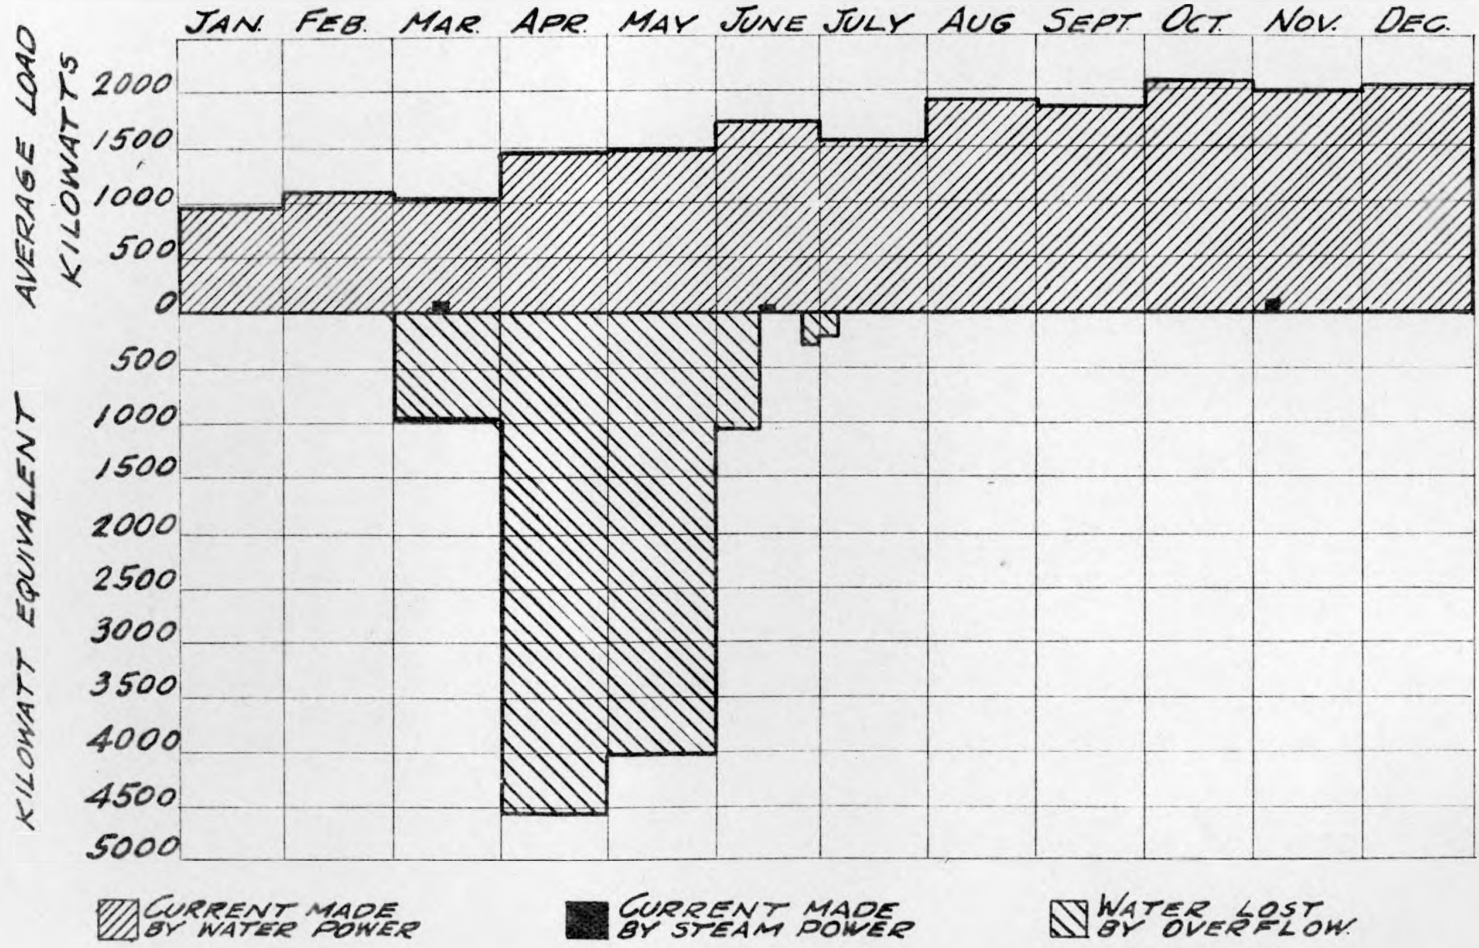 JAN. FEB. MAR. APR. MAY JUNE JULY AUG SEPT. OCT. NOV. DEC.
AVERAGE LOAD
KILOWATTS
2000
1500
1000
500
0
KILOWATT EQUIVALENT
500
1000
1500
2000
2500
3000
3500
4000
4500
5000
CURRENT MADE
BY WATER POWER
CURRENT MADE
BY STEAM POWER
WATER LOST
BY OVERFLOW.